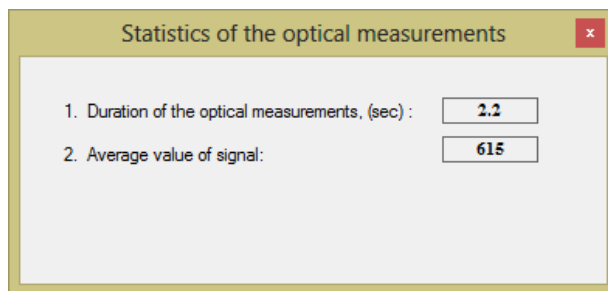 Statistics of the optical measurements
x
1. Duration of the optical measurements, (sec) : 2.2
2. Average value of signal: 615